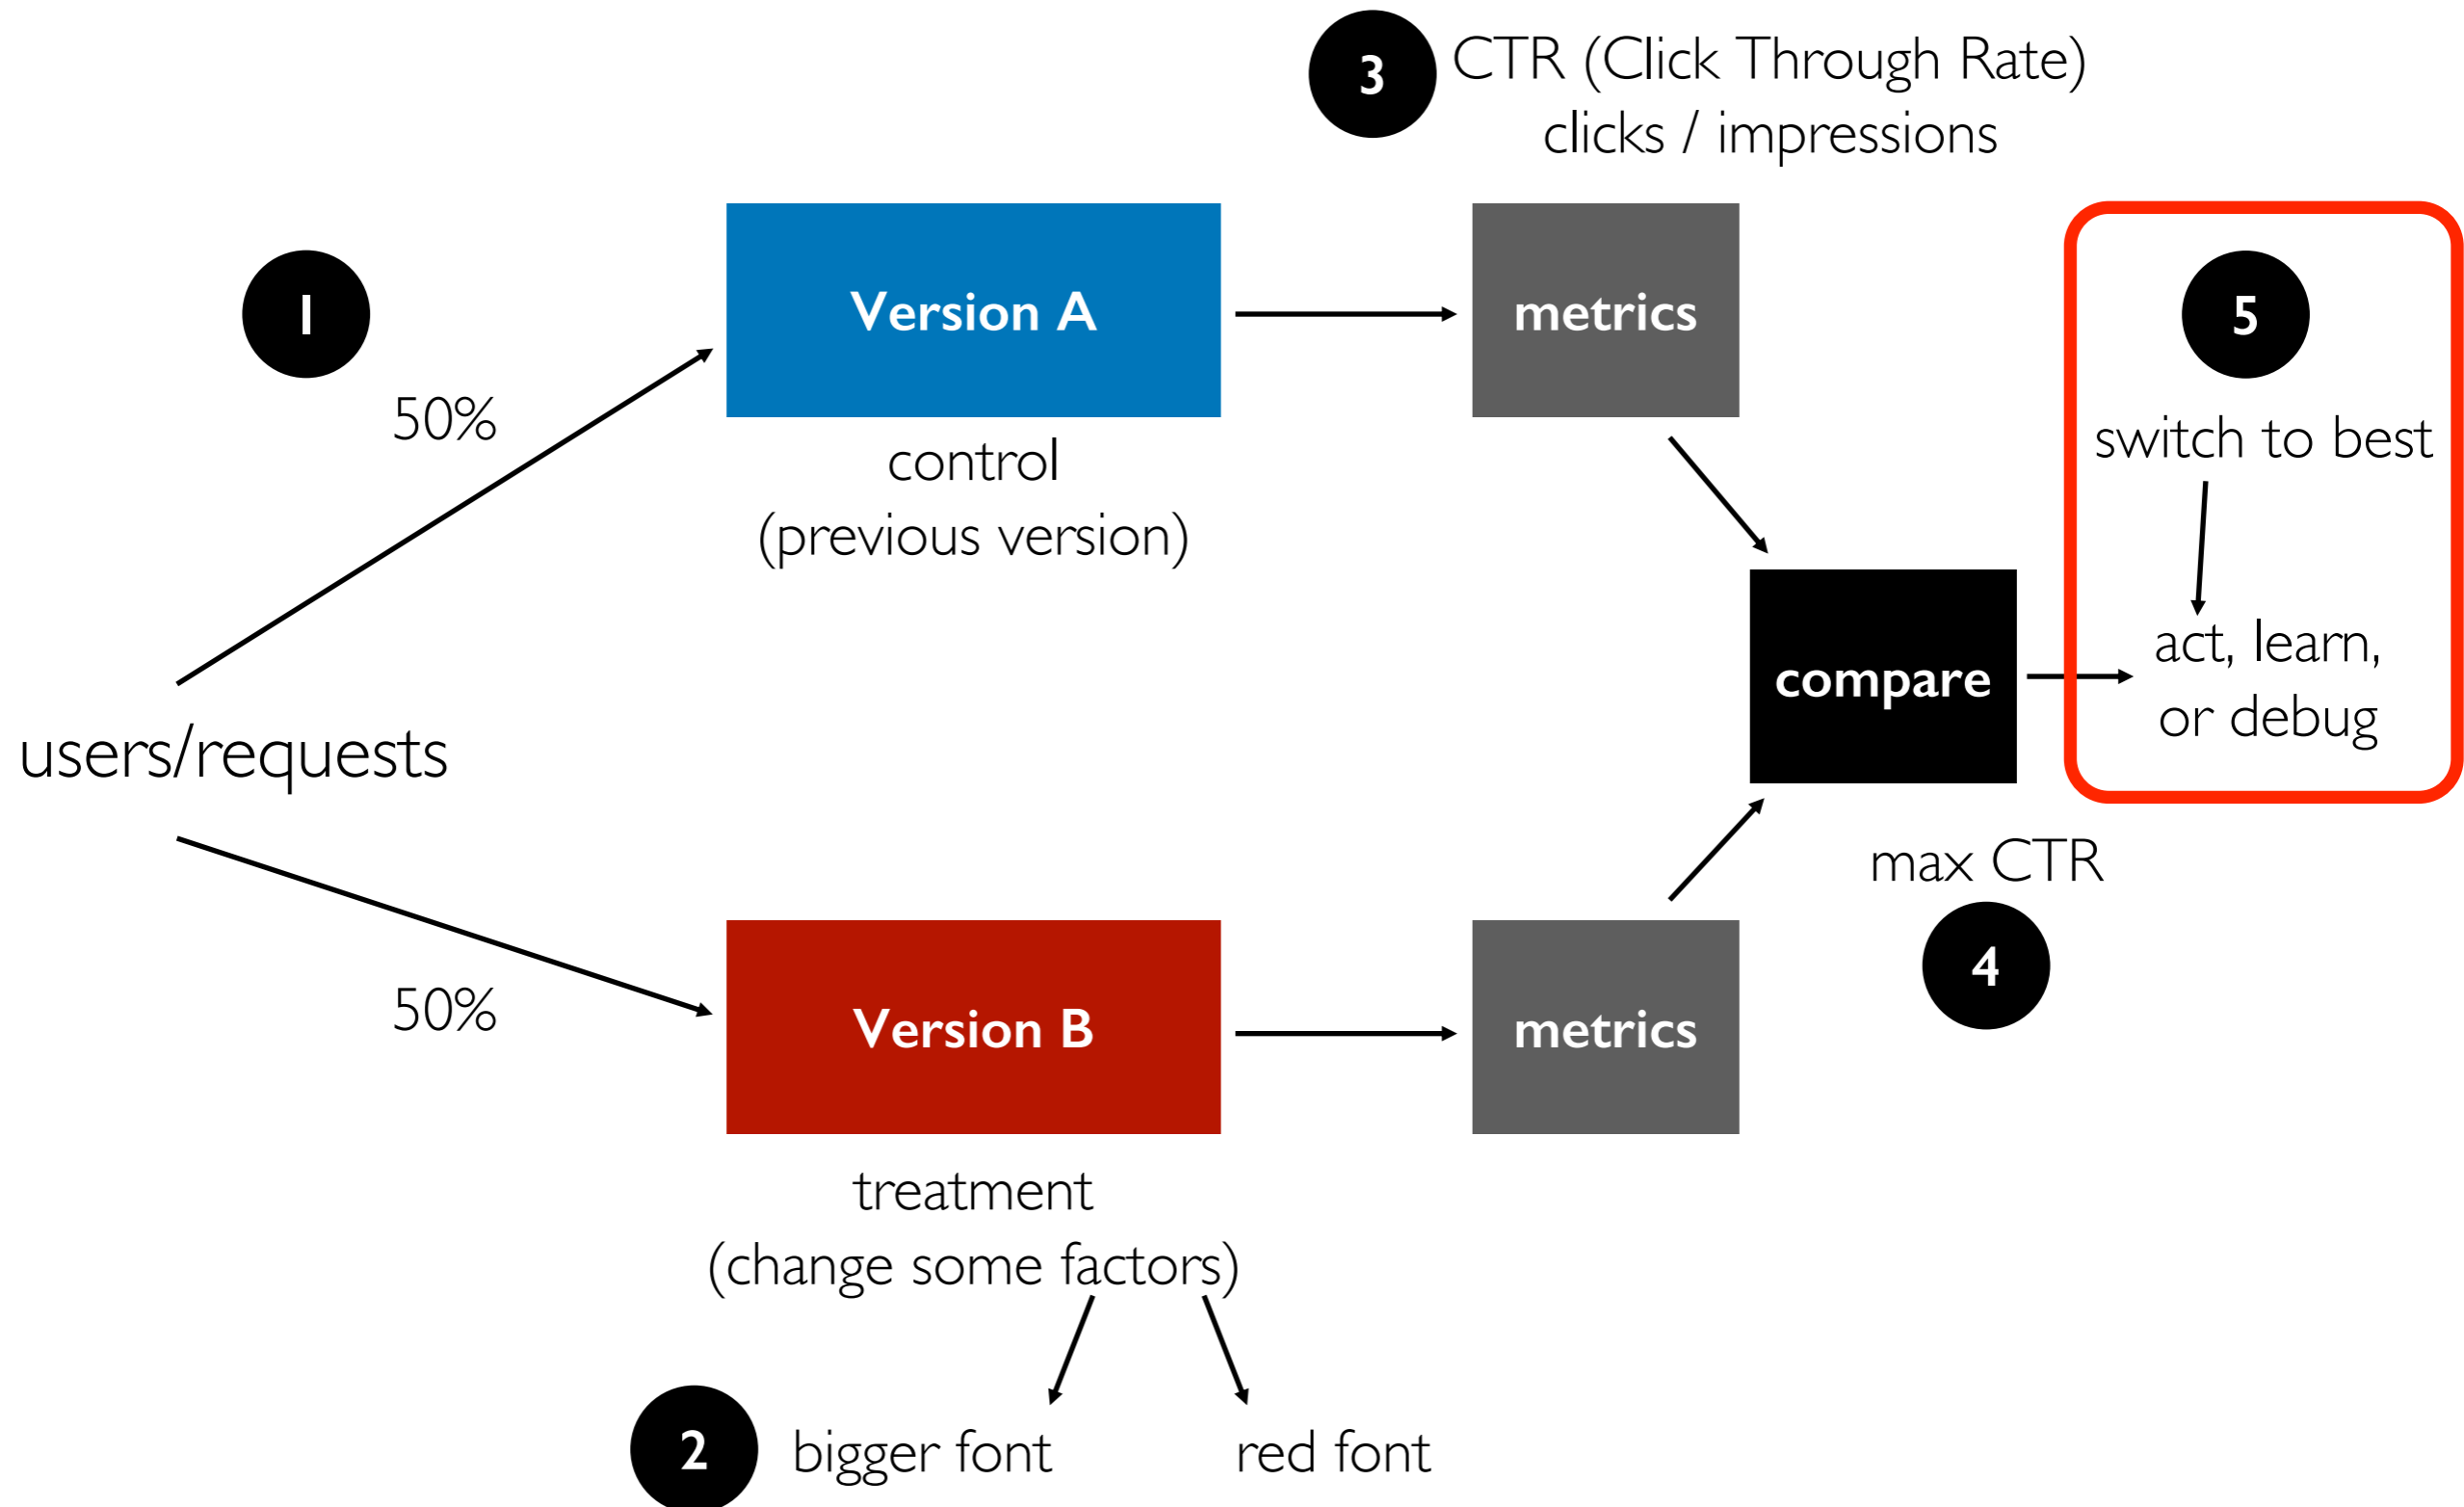 3
CTR (Click Through Rate)
clicks / impressions
1
50%
Version A
control
(previous version)
metrics
5
switch to best
act, learn,
or debug
compare
users/requests
max CTR
4
50%
Version B
metrics
treatment
(change some factors)
2
bigger font
red font